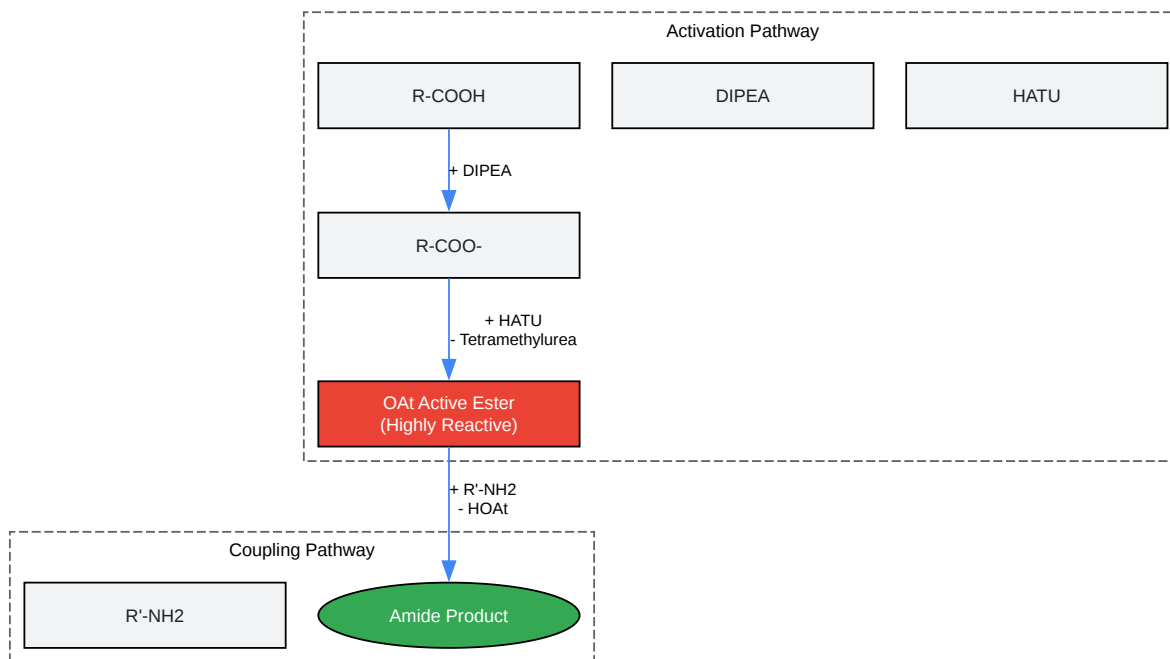 Activation Pathway
R-COOH
DIPEA
HATU
+ DIPEA
R-COO-
+ HATU
- Tetramethylurea
OAt Active Ester
(Highly Reactive)
+ R'-NH2
- HOAt
Coupling Pathway
R'-NH2
Amide Product